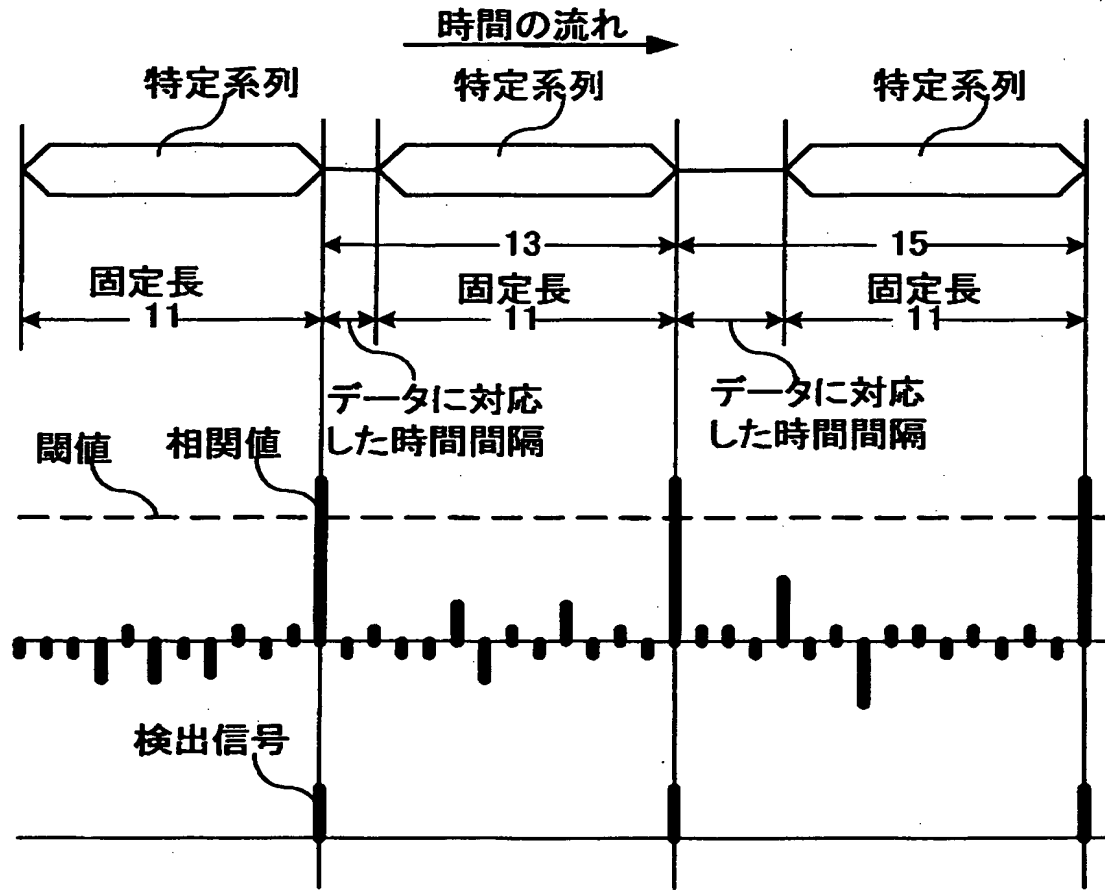 時間の流れ
特定系列
特定系列
特定系列
13
15
固定長
11
固定長
11
固定長
11
データに対応
した時間間隔
データに対応
した時間間隔
閾値
相関値
検出信号